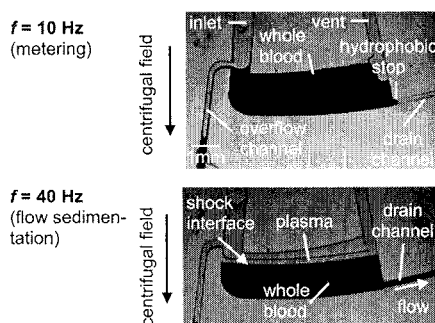 f = 10 Hz
(metering)
centrifugal field
inlet
vent
whole
blood
hydrophobic
stop
overflow
channel
1mm
drain
channel
f = 40 Hz
(flow sedimen-
tation)
centrifugal field
shock
interface
plasma
drain
channel
whole
blood
flow